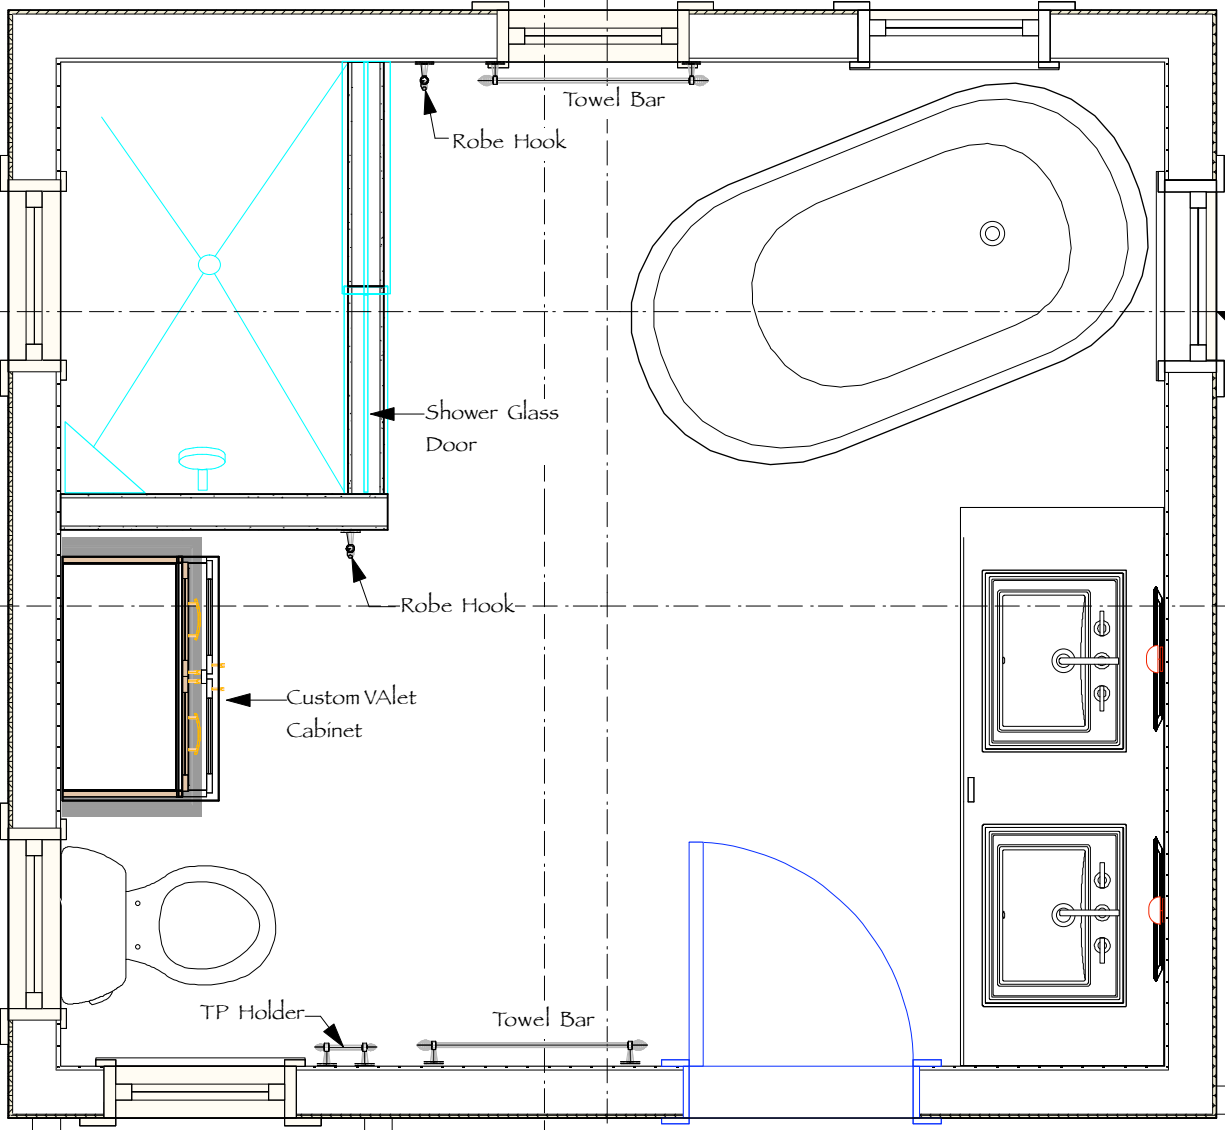 Towel Bar
Robe Hook
Shower Glass
Door
Robe Hook
Custom VAlet
Cabinet
TP Holder
Towel Bar